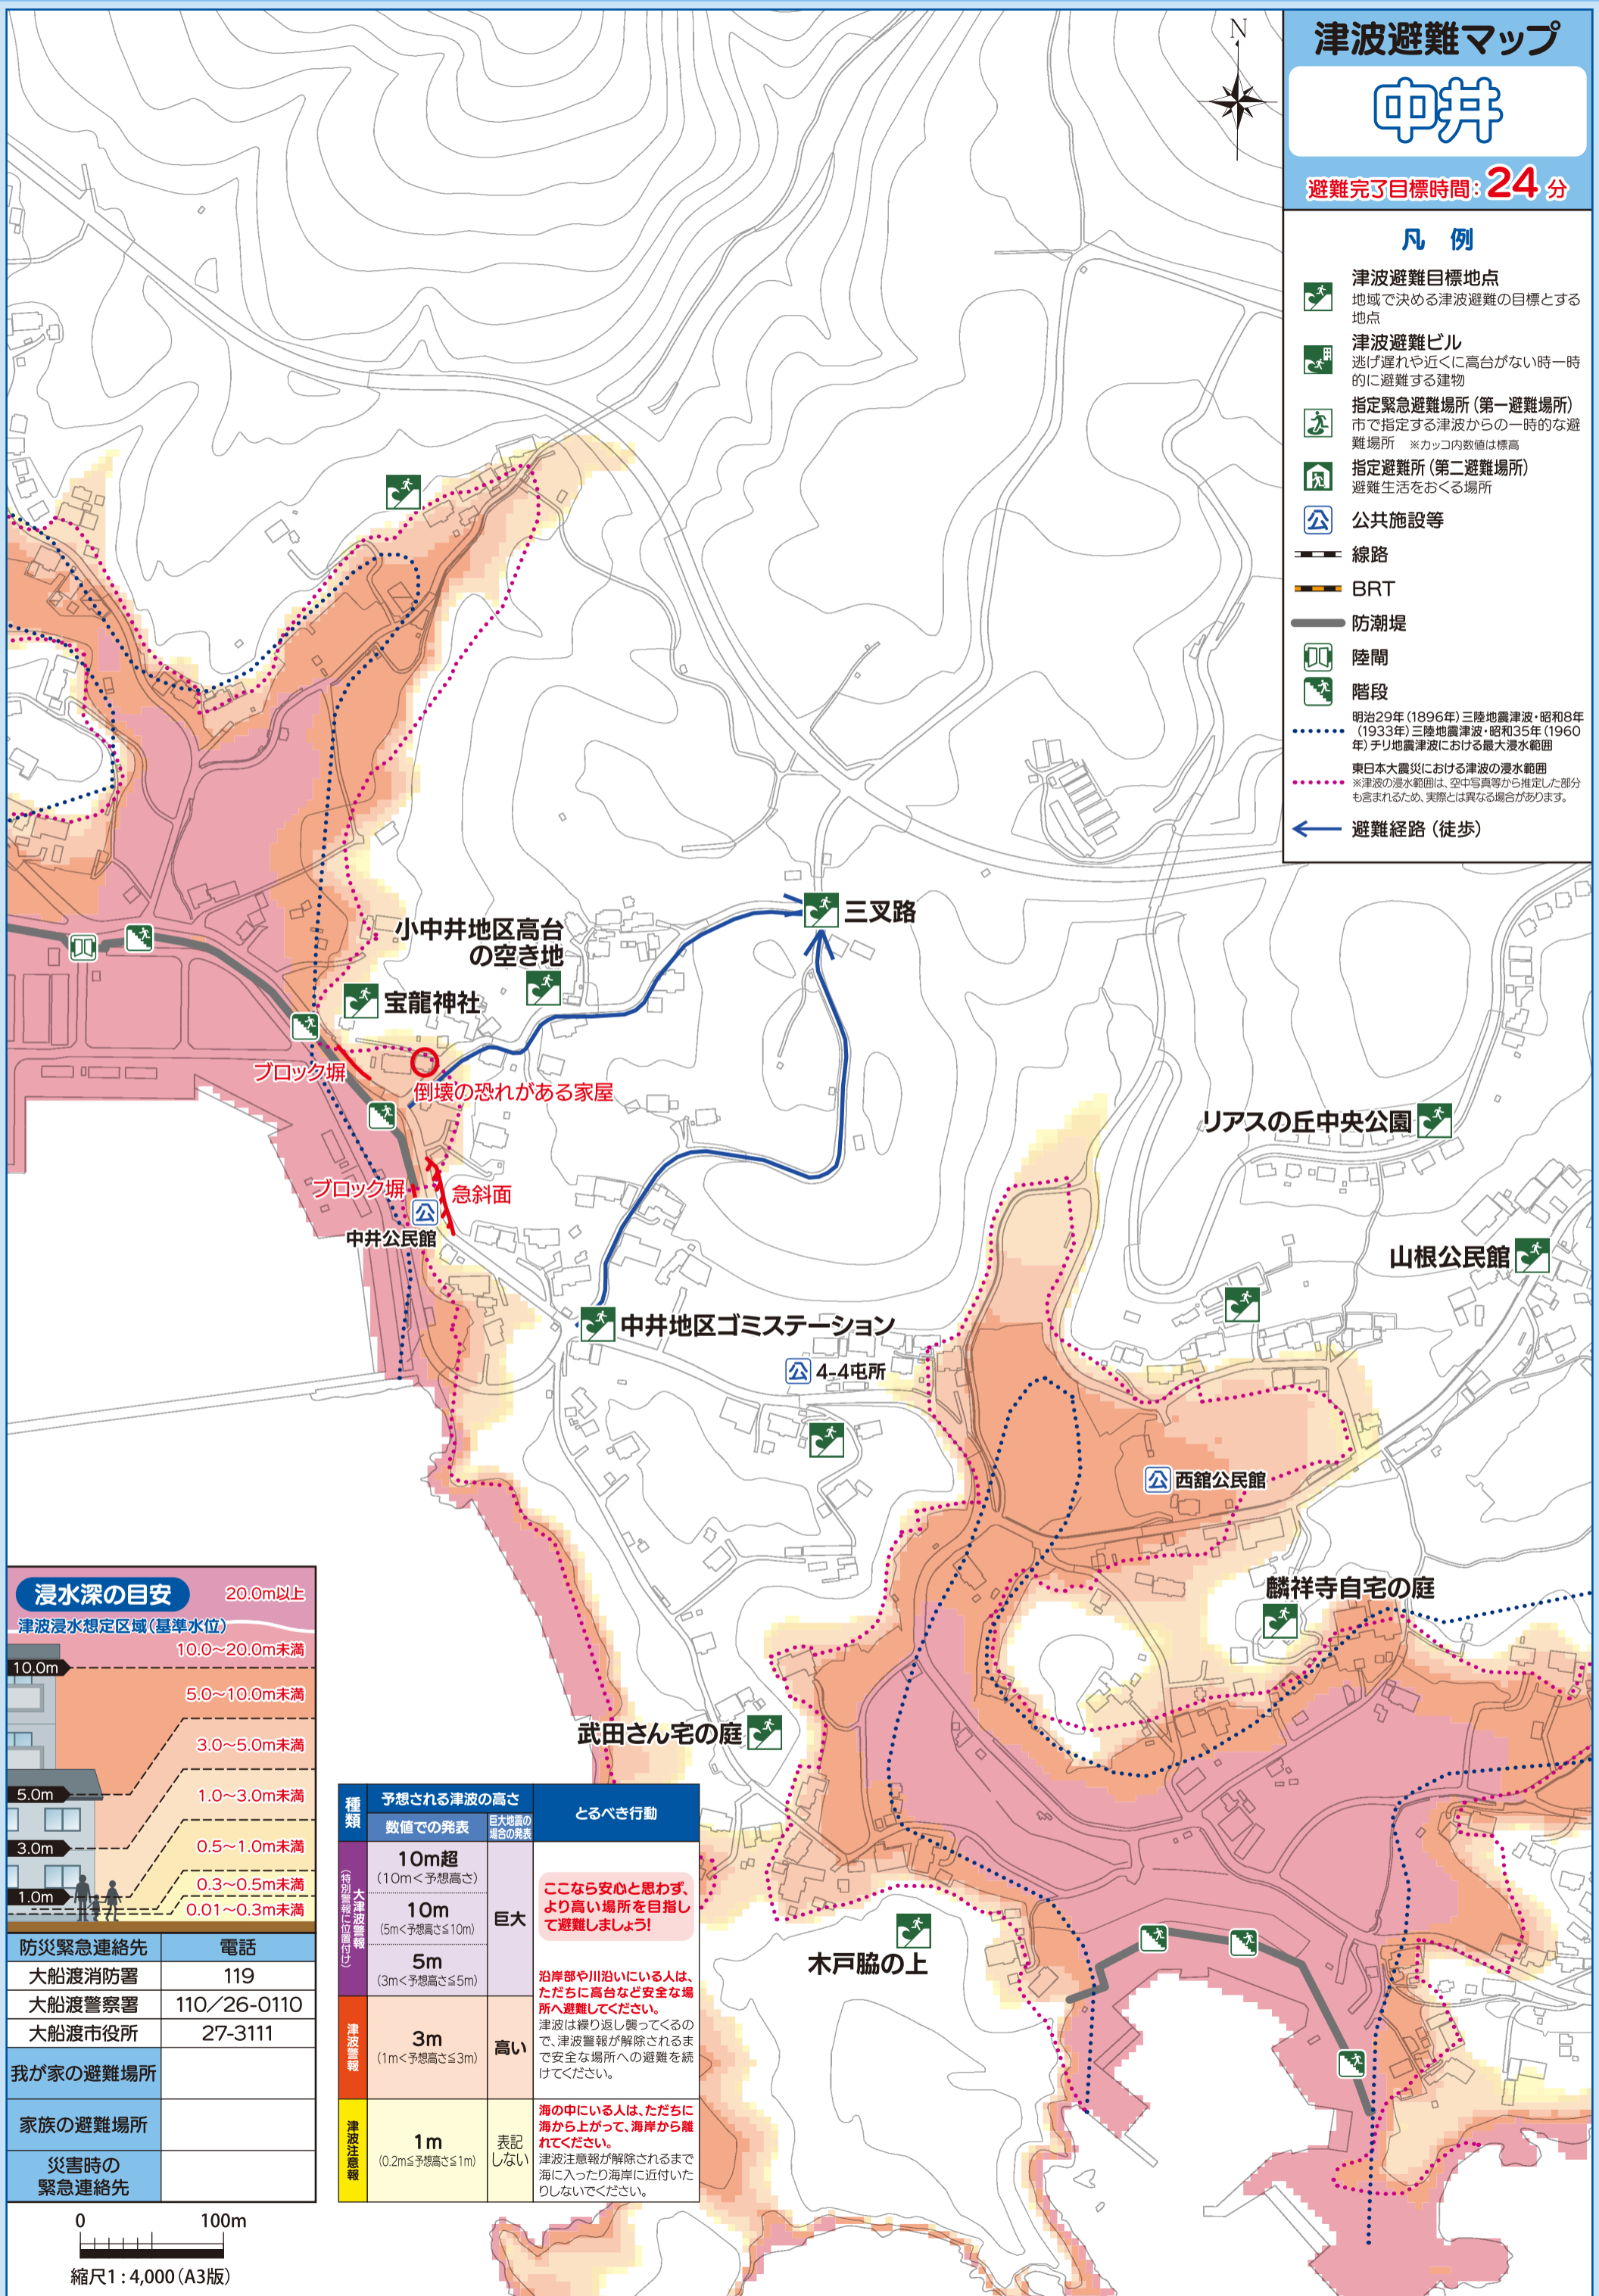 津波避難マップ
中井
避難完了目標時間：24分
N
凡 例
津波避難目標地点
地域で決める津波避難の目標とする
地点
津波避難ビル
逃げ遅れや近くに高台がない時一時
的に避難する建物
指定緊急避難場所（第一避難場所）
市で指定する津波からの一時的な避
難場所 ※カッコ内数値は標高
指定避難所（第二避難場所）
避難生活をおくる場所
公 公共施設等
線路
BRT
防潮堤
陸閘
階段
明治29年（1896年）三陸地震津波・昭和8年
（1933年）三陸地震津波・昭和35年（1960
年）チリ地震津波における最大浸水範囲
東日本大震災における津波の浸水範囲
※津波の浸水範囲は、空中写真等から推定した部分
も含まれるため、実際とは異なる場合があります。
避難経路（徒歩）
三叉路
小中井地区高台
の空き地
宝龍神社
ブロック塀
倒壊の恐れがある家屋
リアスの丘中央公園
ブロック塀
急斜面
公
中井公民館
山根公民館
中井地区ゴミステーション
公 4-4屯所
公 西舘公民館
麟祥寺自宅の庭
武田さん宅の庭
木戸脇の上
浸水深の目安
20.0m以上
津波浸水想定区域（基準水位）
10.0～20.0m未満
10.0m
5.0～10.0m未満
3.0～5.0m未満
5.0m
1.0～3.0m未満
3.0m
0.5～1.0m未満
0.3～0.5m未満
1.0m
0.01～0.3m未満
防災緊急連絡先 電話
大船渡消防署 119
大船渡警察署 110／26-0110
大船渡市役所 27-3111
我が家の避難場所
家族の避難場所
災害時の
緊急連絡先
0 100m
縮尺1：4,000（A3版）
種類
予想される津波の高さ
数値での発表
巨大地震の
場合の発表
とるべき行動
大津波警報
（特別警報に位置付け）
10m超
（10m＜予想高さ）
10m
（5m＜予想高さ≦10m）
5m
（3m＜予想高さ≦5m）
巨大
ここなら安心と思わず、
より高い場所を目指し
て避難しましょう！
沿岸部や川沿いにいる人は、
ただちに高台など安全な場
所へ避難してください。
津波は繰り返し襲ってくるの
で、津波警報が解除されるま
で安全な場所への避難を続
けてください。
津波警報
3m
（1m＜予想高さ≦3m）
高い
津波注意報
1m
（0.2m≦予想高さ≦1m）
表記
しない
海の中にいる人は、ただちに
海から上がって、海岸から離
れてください。
津波注意報が解除されるまで
海に入ったり海岸に近付いた
りしないでください。